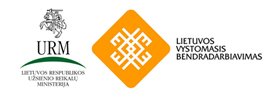 URM
LIETUVOS RESPUBLIKOS
UŽSIENIO REIKALŲ
MINISTERIJA
LIETUVOS
VYSTOMASIS
BENDRADARBIAVIMAS